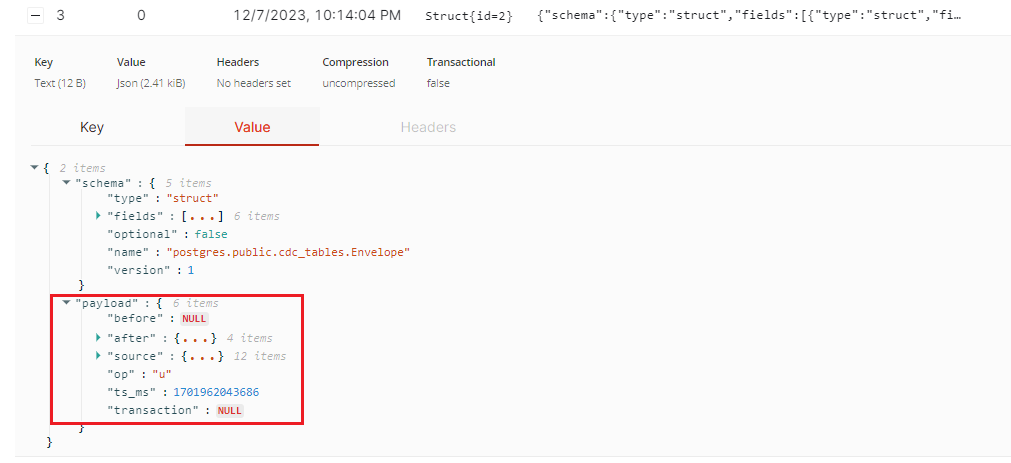 3 0 12/7/2023, 10:14:04 PM Struct{id=2} {"schema":{"type":"struct","fields":[{"type":"struct","fi…
Key Value Headers Compression Transactional
Text (12 B) Json (2.41 kiB) No headers set uncompressed false
Key Value Headers
{ 2 items
"schema" : { 5 items
"type" : "struct"
"fields" : [...] 6 items
"optional" : false
"name" : "postgres.public.cdc_tables.Envelope"
"version" : 1
}
"payload" : { 6 items
"before" : NULL
"after" : {...} 4 items
"source" : {...} 12 items
"op" : "u"
"ts_ms" : 1701962043686
"transaction" : NULL
}
}